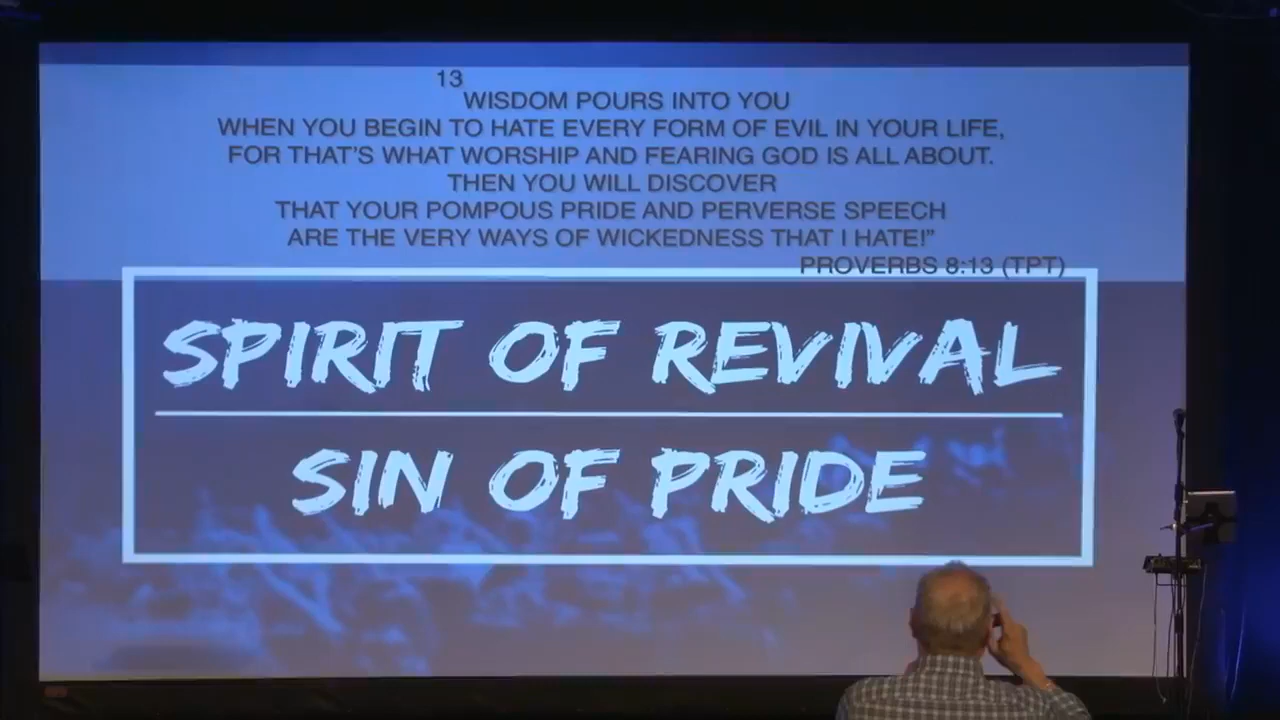 13
WISDOM POURS INTO YOU
WHEN YOU BEGIN TO HATE EVERY FORM OF EVIL IN YOUR LIFE,
FOR THAT'S WHAT WORSHIP AND FEARING GOD IS ALL ABOUT.
THEN YOU WILL DISCOVER
THAT YOUR POMPOUS PRIDE AND PERVERSE SPEECH
ARE THE VERY WAYS OF WICKEDNESS THAT I HATE!”
PROVERBS 8:13 (TPT)
SPIRIT OF REVIVAL
SIN OF PRIDE